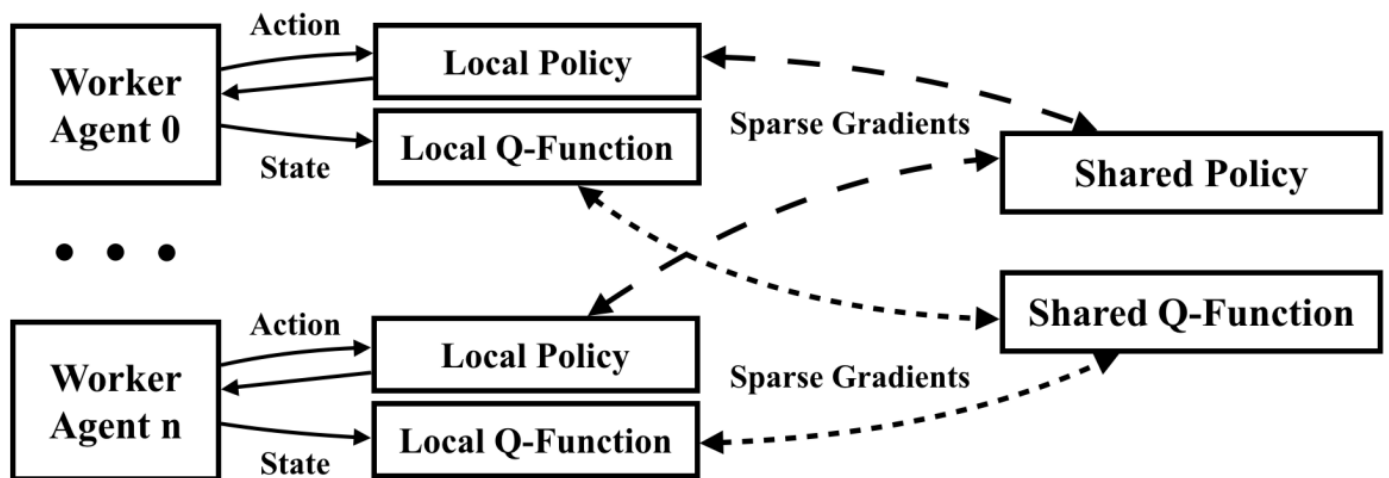 Action
Worker
Agent 0
Local Policy
Local Q-Function
State
Sparse Gradients
Shared Policy
Shared Q-Function
Action
Worker
Agent n
Local Policy
Local Q-Function
State
Sparse Gradients